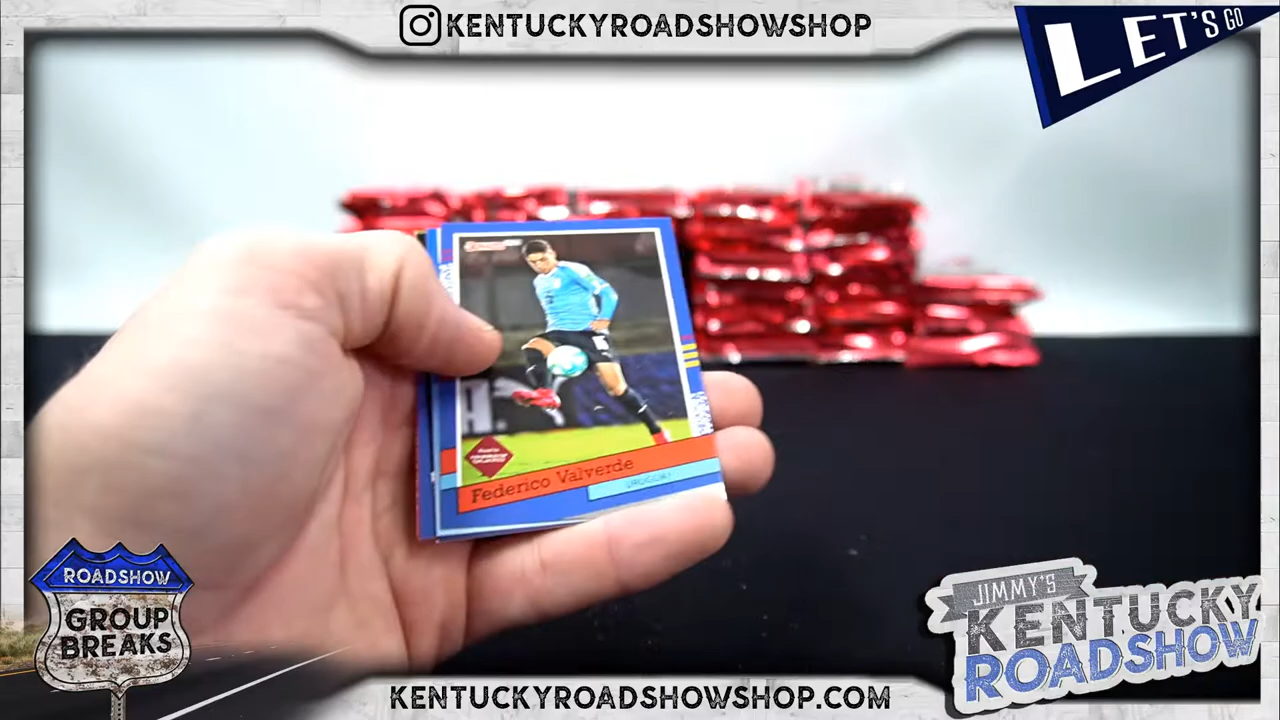 KENTUCKYROADSHOWSHOP
LET'S GO
Federico Valverde
URUGUAY
ROADSHOW
GROUP
BREAKS
JIMMY'S
KENTUCKY
ROADSHOW
KENTUCKYROADSHOWSHOP.COM